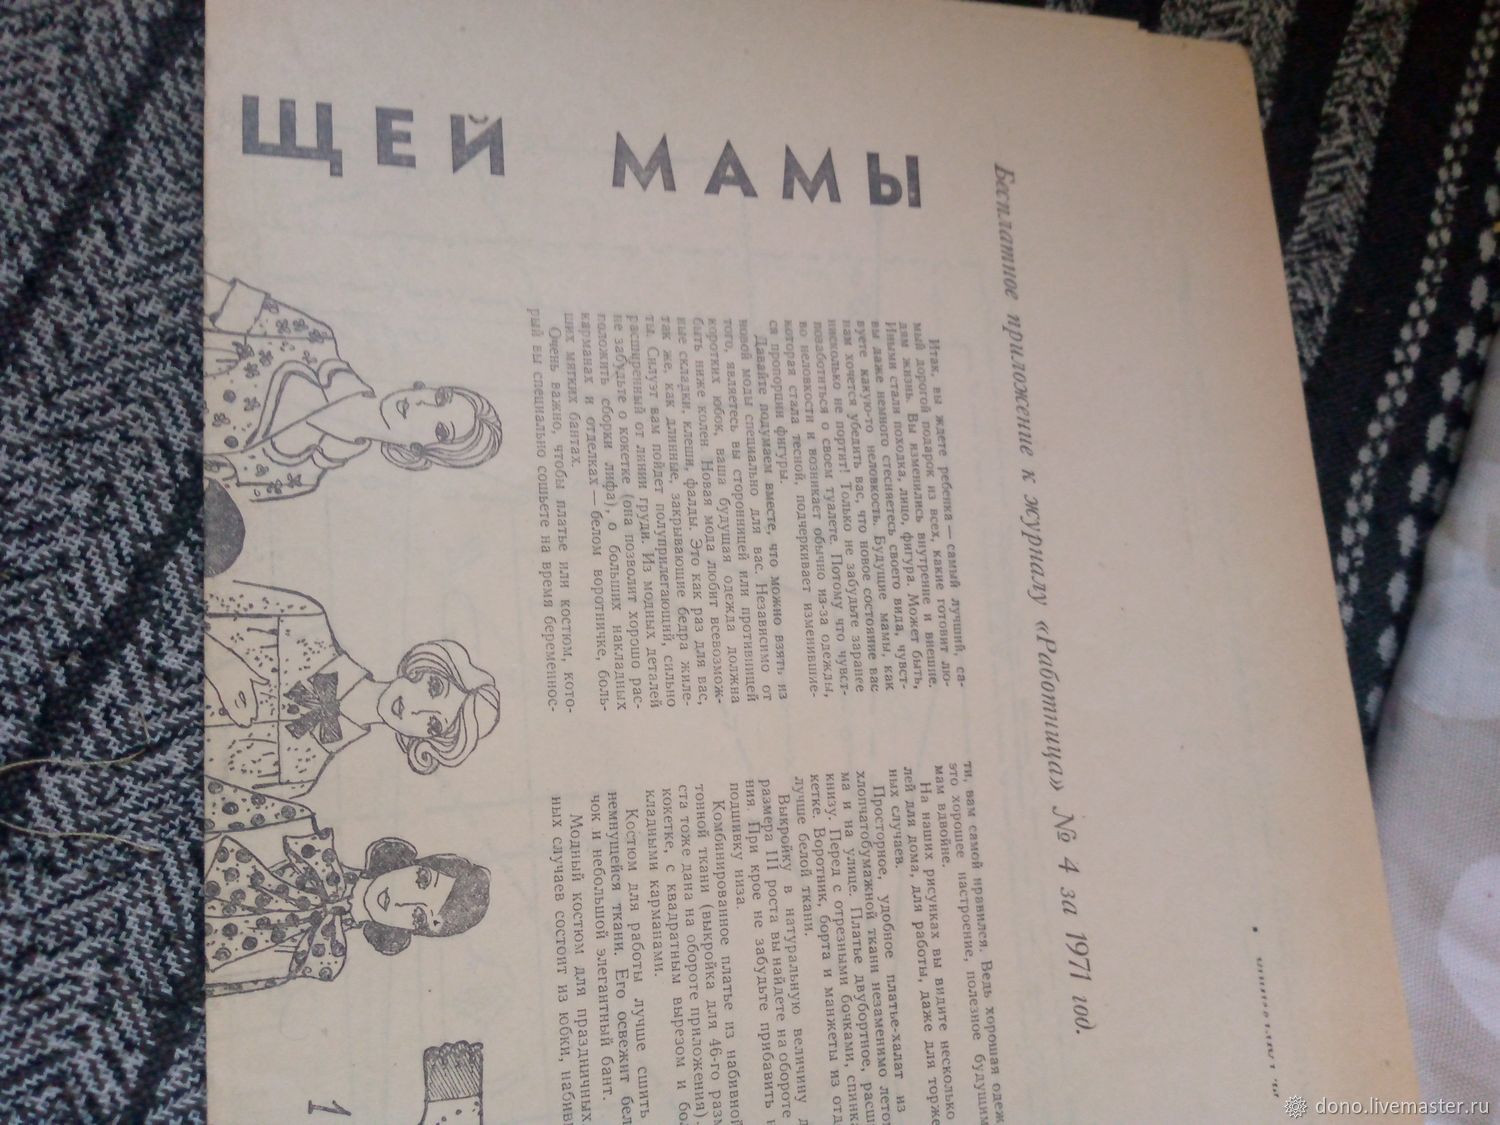 Бесплатное приложение к журналу «Работница» № 4 за 1971 год.
ЩЕЙ МАМЫ
Итак, вы ждете ребенка — самый лучший, са-
мый дорогой подарок из всех, какие готовит лю-
дям жизнь. Вы изменились внутренне и внешне.
Иными стали походка, лицо, фигура. Может быть,
вы даже немного стесняетесь своего вида, чувст-
вуете какую-то неловкость. Будущие мамы, как
нам хочется убедить вас, что новое состояние вас
нисколько не портит! Только не забудьте заранее
позаботиться о своем туалете. Потому что чувст-
во неловкости и возникает обычно из-за одежды,
которая стала тесной, подчеркивает изменившие-
ся пропорции фигуры.
Давайте подумаем вместе, что можно взять из
новой моды специально для вас. Независимо от
того, являетесь вы сторонницей или противницей
коротких юбок, ваша будущая одежда должна
быть ниже колен. Новая мода любит всевозмож-
ные складки, клеши, фалды. Это как раз для вас,
так же, как длинные, закрывающие бедра жиле-
ты. Силуэт вам пойдет полуприлегающий, сильно
расширенный от линии груди. Из модных деталей
не забудьте о кокетке (она позволит хорошо рас-
положить сборки лифа), о больших накладных
карманах и отделках — белом воротничке, боль-
ших мягких бантах.
Очень важно, чтобы платье или костюм, кото-
рый вы специально сошьете на время беременнос-
ти, вам самой нравился. Ведь хорошая одеж
это хорошее настроение, полезное будущим
мам вдвойне.
На наших рисунках вы видите несколько
лей для дома, для работы, даже для торже
ных случаев.
Просторное, удобное платье-халат из
хлопчатобумажной ткани незаменимо лето
ма и на улице. Платье двубортное, расши
книзу. Перед с отрезными бочками, спинка
кетке. Воротник, борта и манжеты из отд
лучше белой ткани.
Выкройку в натуральную величину д
размера III роста вы найдете на обороте
ния. При крое не забудьте прибавить н
подшивку низа.
Комбинированное платье из набивной
тонной ткани (выкройка для 46-го разм
ста тоже дана на обороте приложения)
кокетке, с квадратным вырезом и бо
кладными карманами.
Костюм для работы лучше сшить
немнущейся ткани. Его освежит бел
чок и небольшой элегантный бант.
Модный костюм для праздничных
ных случаев состоит из юбки, набив
1
dono.livemaster.ru